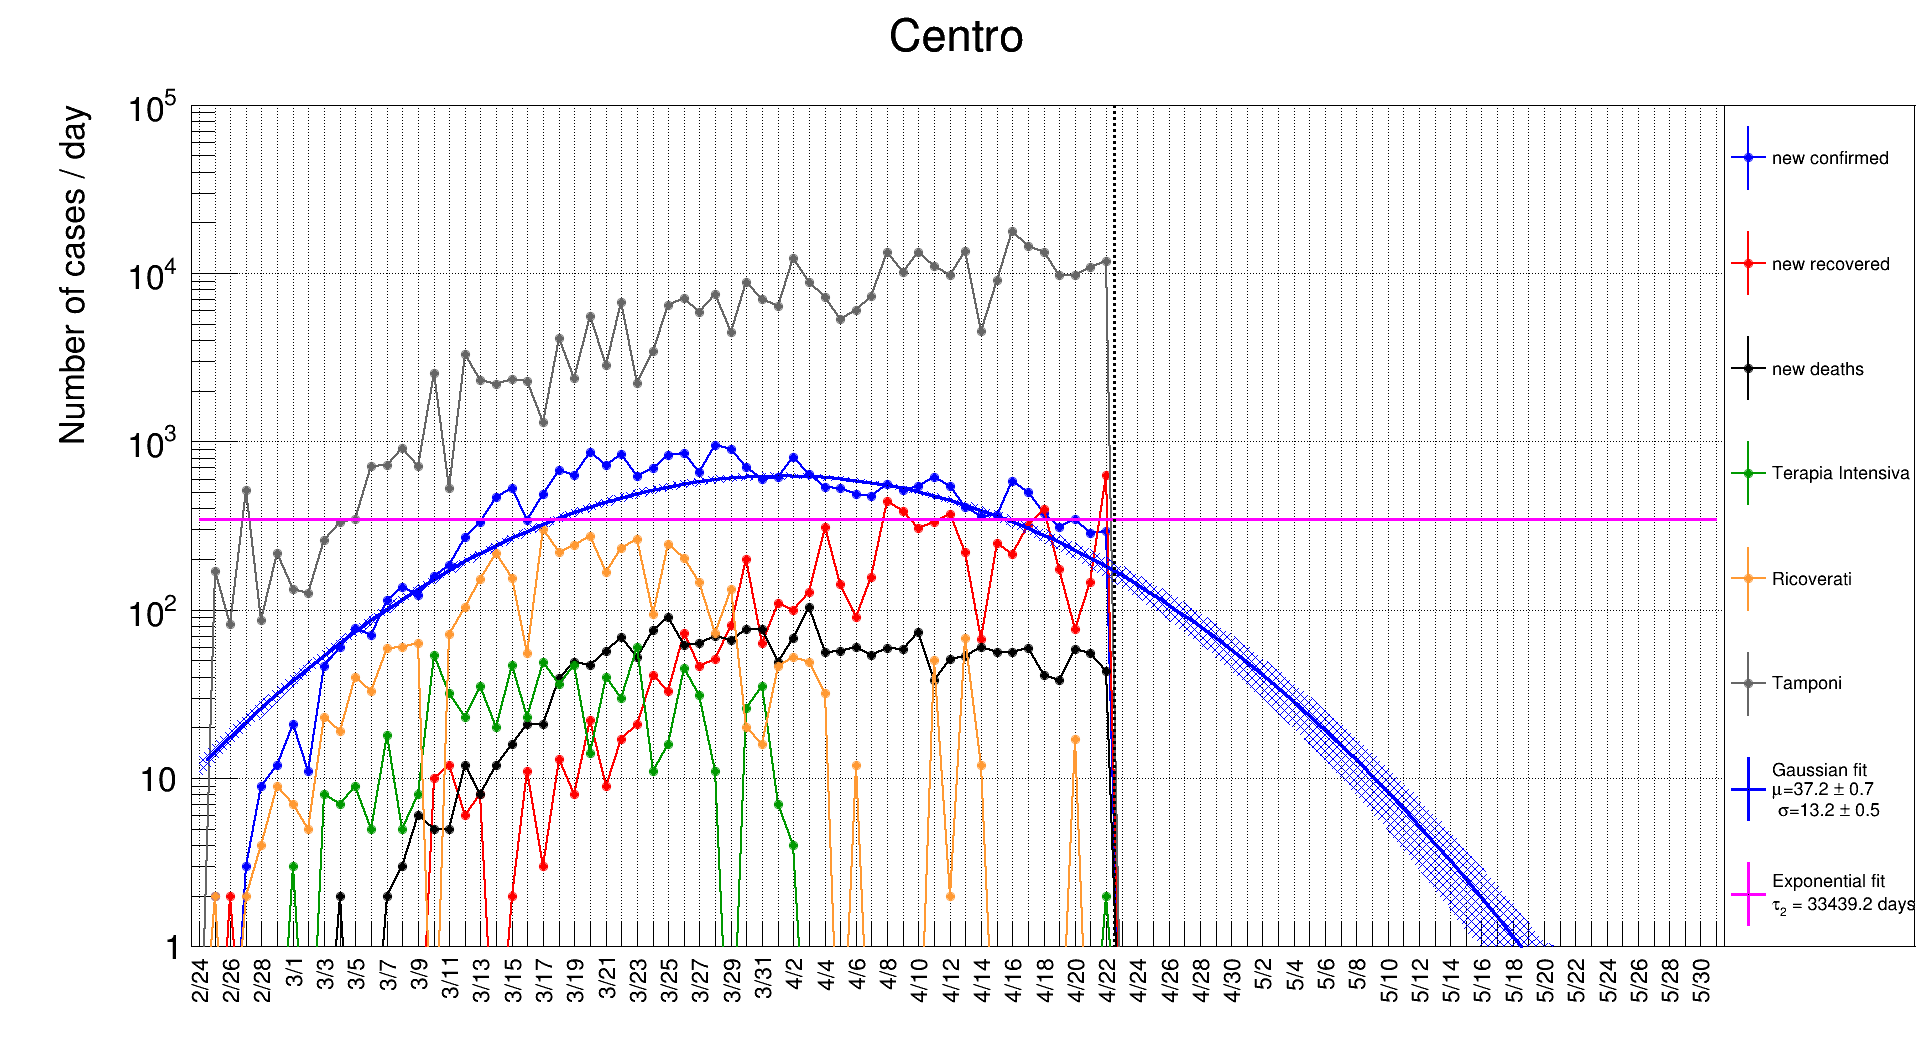 Centro
Number of cases / day
10^5
10^4
10^3
10^2
10
1
2/24 2/26 2/28 3/1 3/3 3/5 3/7 3/9 3/11 3/13 3/15 3/17 3/19 3/21 3/23 3/25 3/27 3/29 3/31 4/2 4/4 4/6 4/8 4/10 4/12 4/14 4/16 4/18 4/20 4/22 4/24 4/26 4/28 4/30 5/2 5/4 5/6 5/8 5/10 5/12 5/14 5/16 5/18 5/20 5/22 5/24 5/26 5/28 5/30
new confirmed
new recovered
new deaths
Terapia Intensiva
Ricoverati
Tamponi
Gaussian fit
μ=37.2 ± 0.7
σ=13.2 ± 0.5
Exponential fit
τ₂ = 33439.2 days